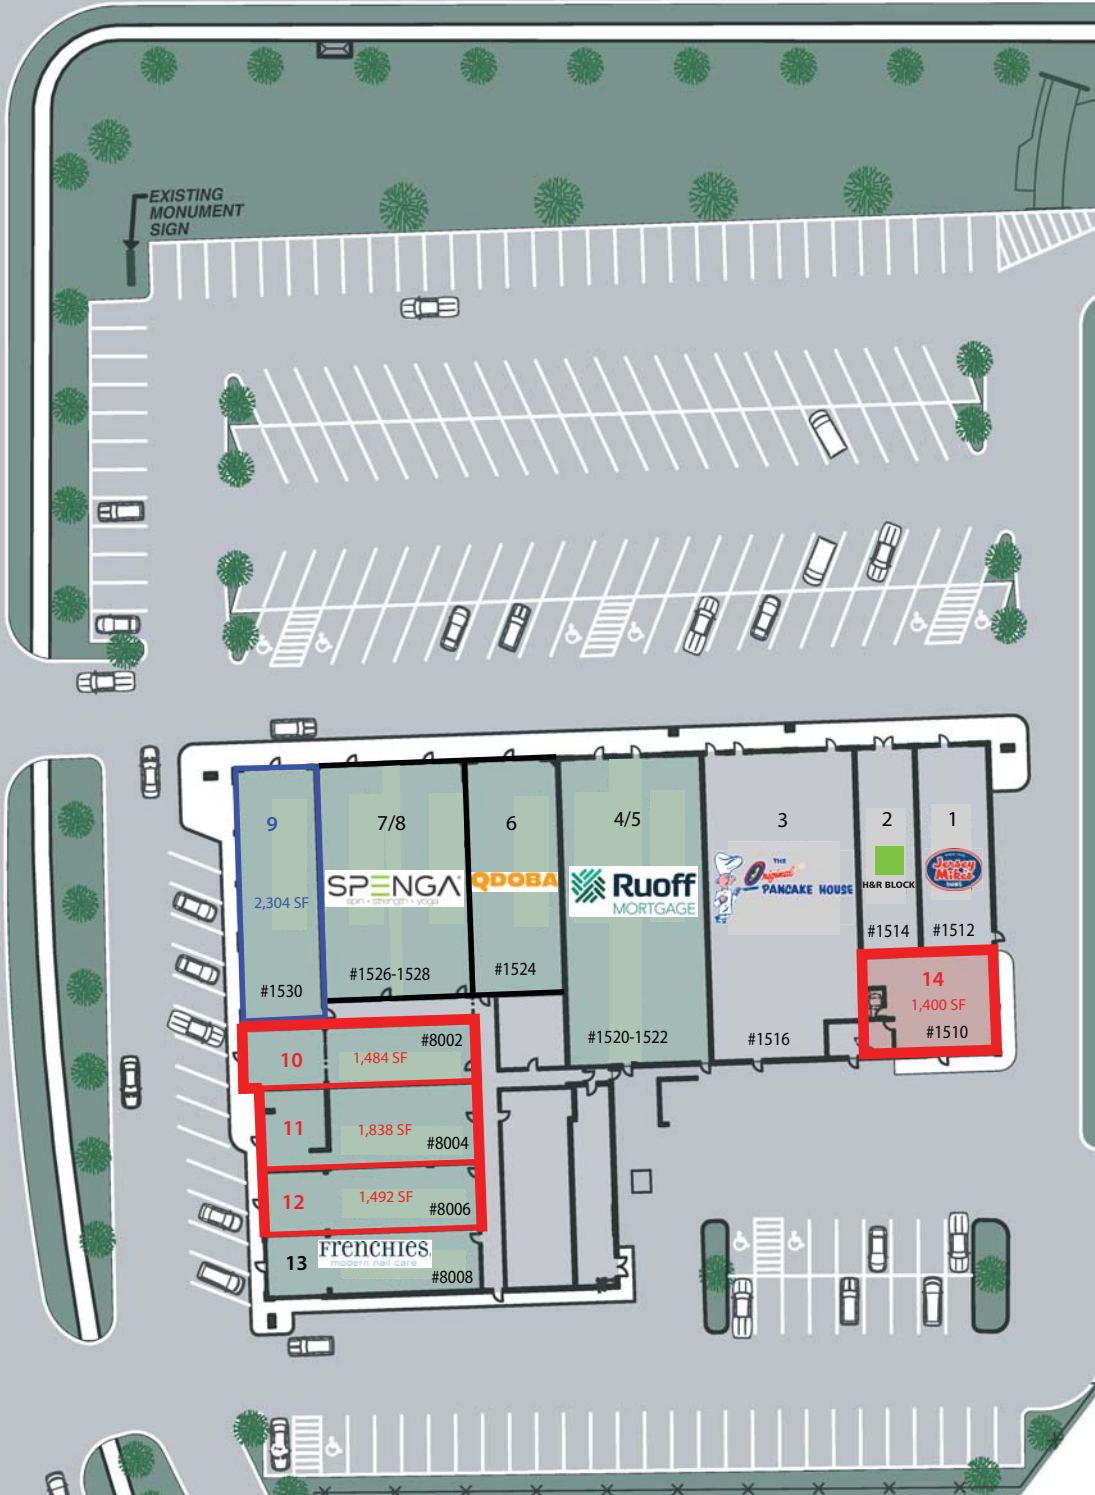 EXISTING
MONUMENT
SIGN
9
2,304 SF
#1530
7/8
SPENGA
spin • strength • yoga
#1526-1528
6
QDOBA
#1524
4/5
Ruoff
MORTGAGE
#1520-1522
3
THE
Original
PANCAKE HOUSE
#1516
2
H&R BLOCK
#1514
1
Jersey
Mike's
SUBS
#1512
14
1,400 SF
#1510
10
1,484 SF
#8002
11
1,838 SF
#8004
12
1,492 SF
#8006
13
FRENCHIES
modern nail care
#8008